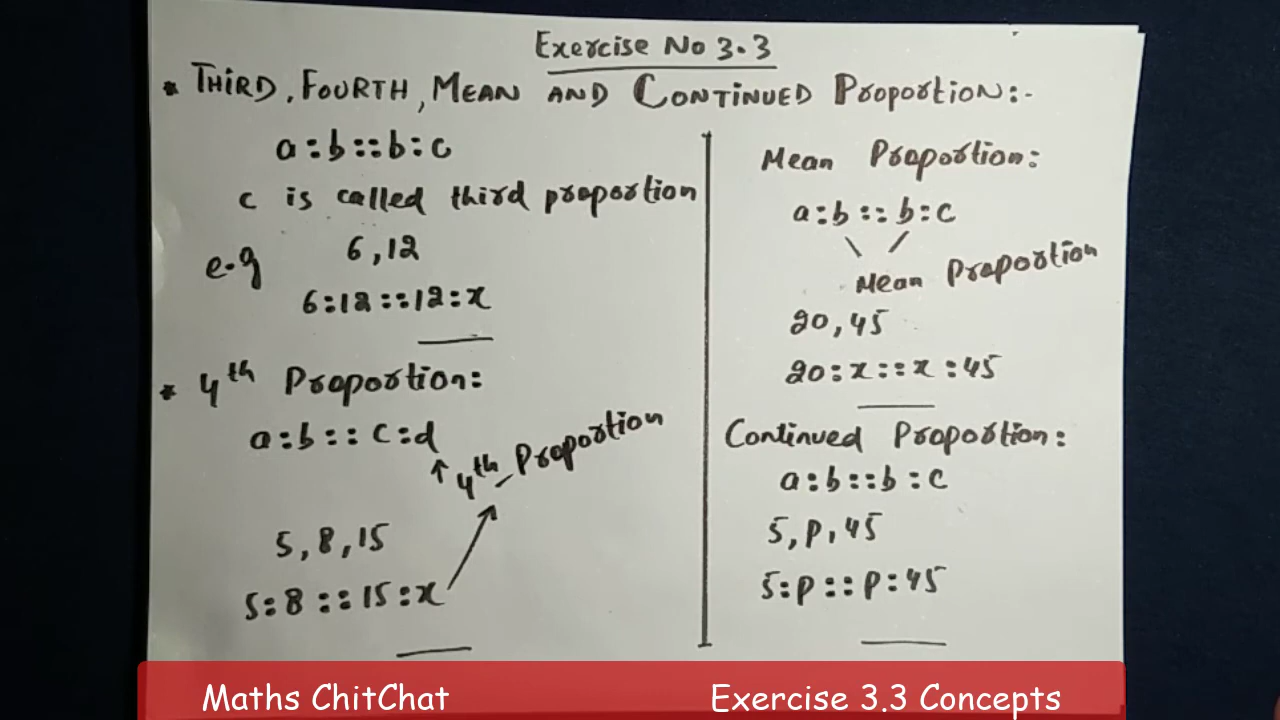 Exercise No 3.3
* THIRD, FOURTH, MEAN AND CONTINUED Proportion:-
a:b::b:c
c is called third proportion
e.g 6,12
6:12::12:x
* 4th Proportion:
a:b::c:d
↑ 4th Proportion
5,8,15
5:8::15:x
Mean Proportion:
a:b::b:c
Mean Proportion
20,45
20:x::x:45
Continued Proportion:
a:b::b:c
5,P,45
5:P::P:45
Maths ChitChat
Exercise 3.3 Concepts